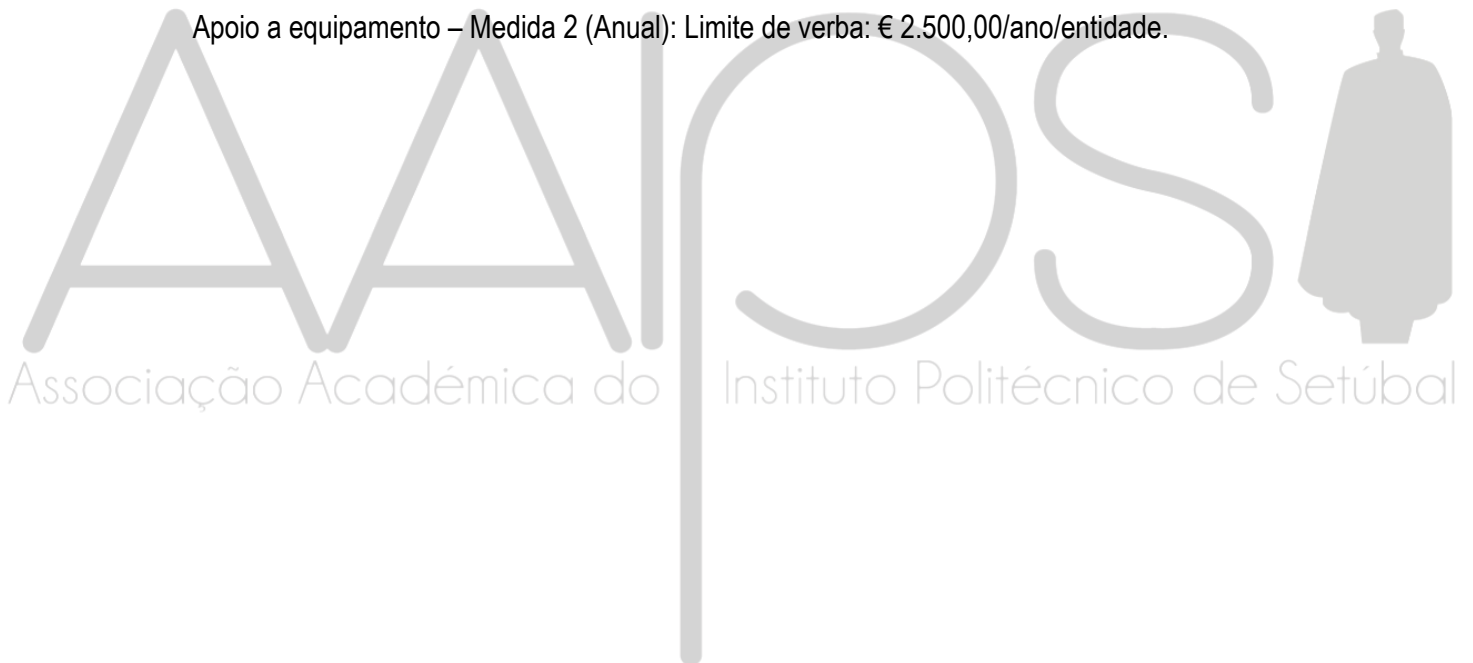 Apoio a equipamento – Medida 2 (Anual): Limite de verba: € 2.500,00/ano/entidade.
AAIPS
Associação Académica do Instituto Politécnico de Setúbal